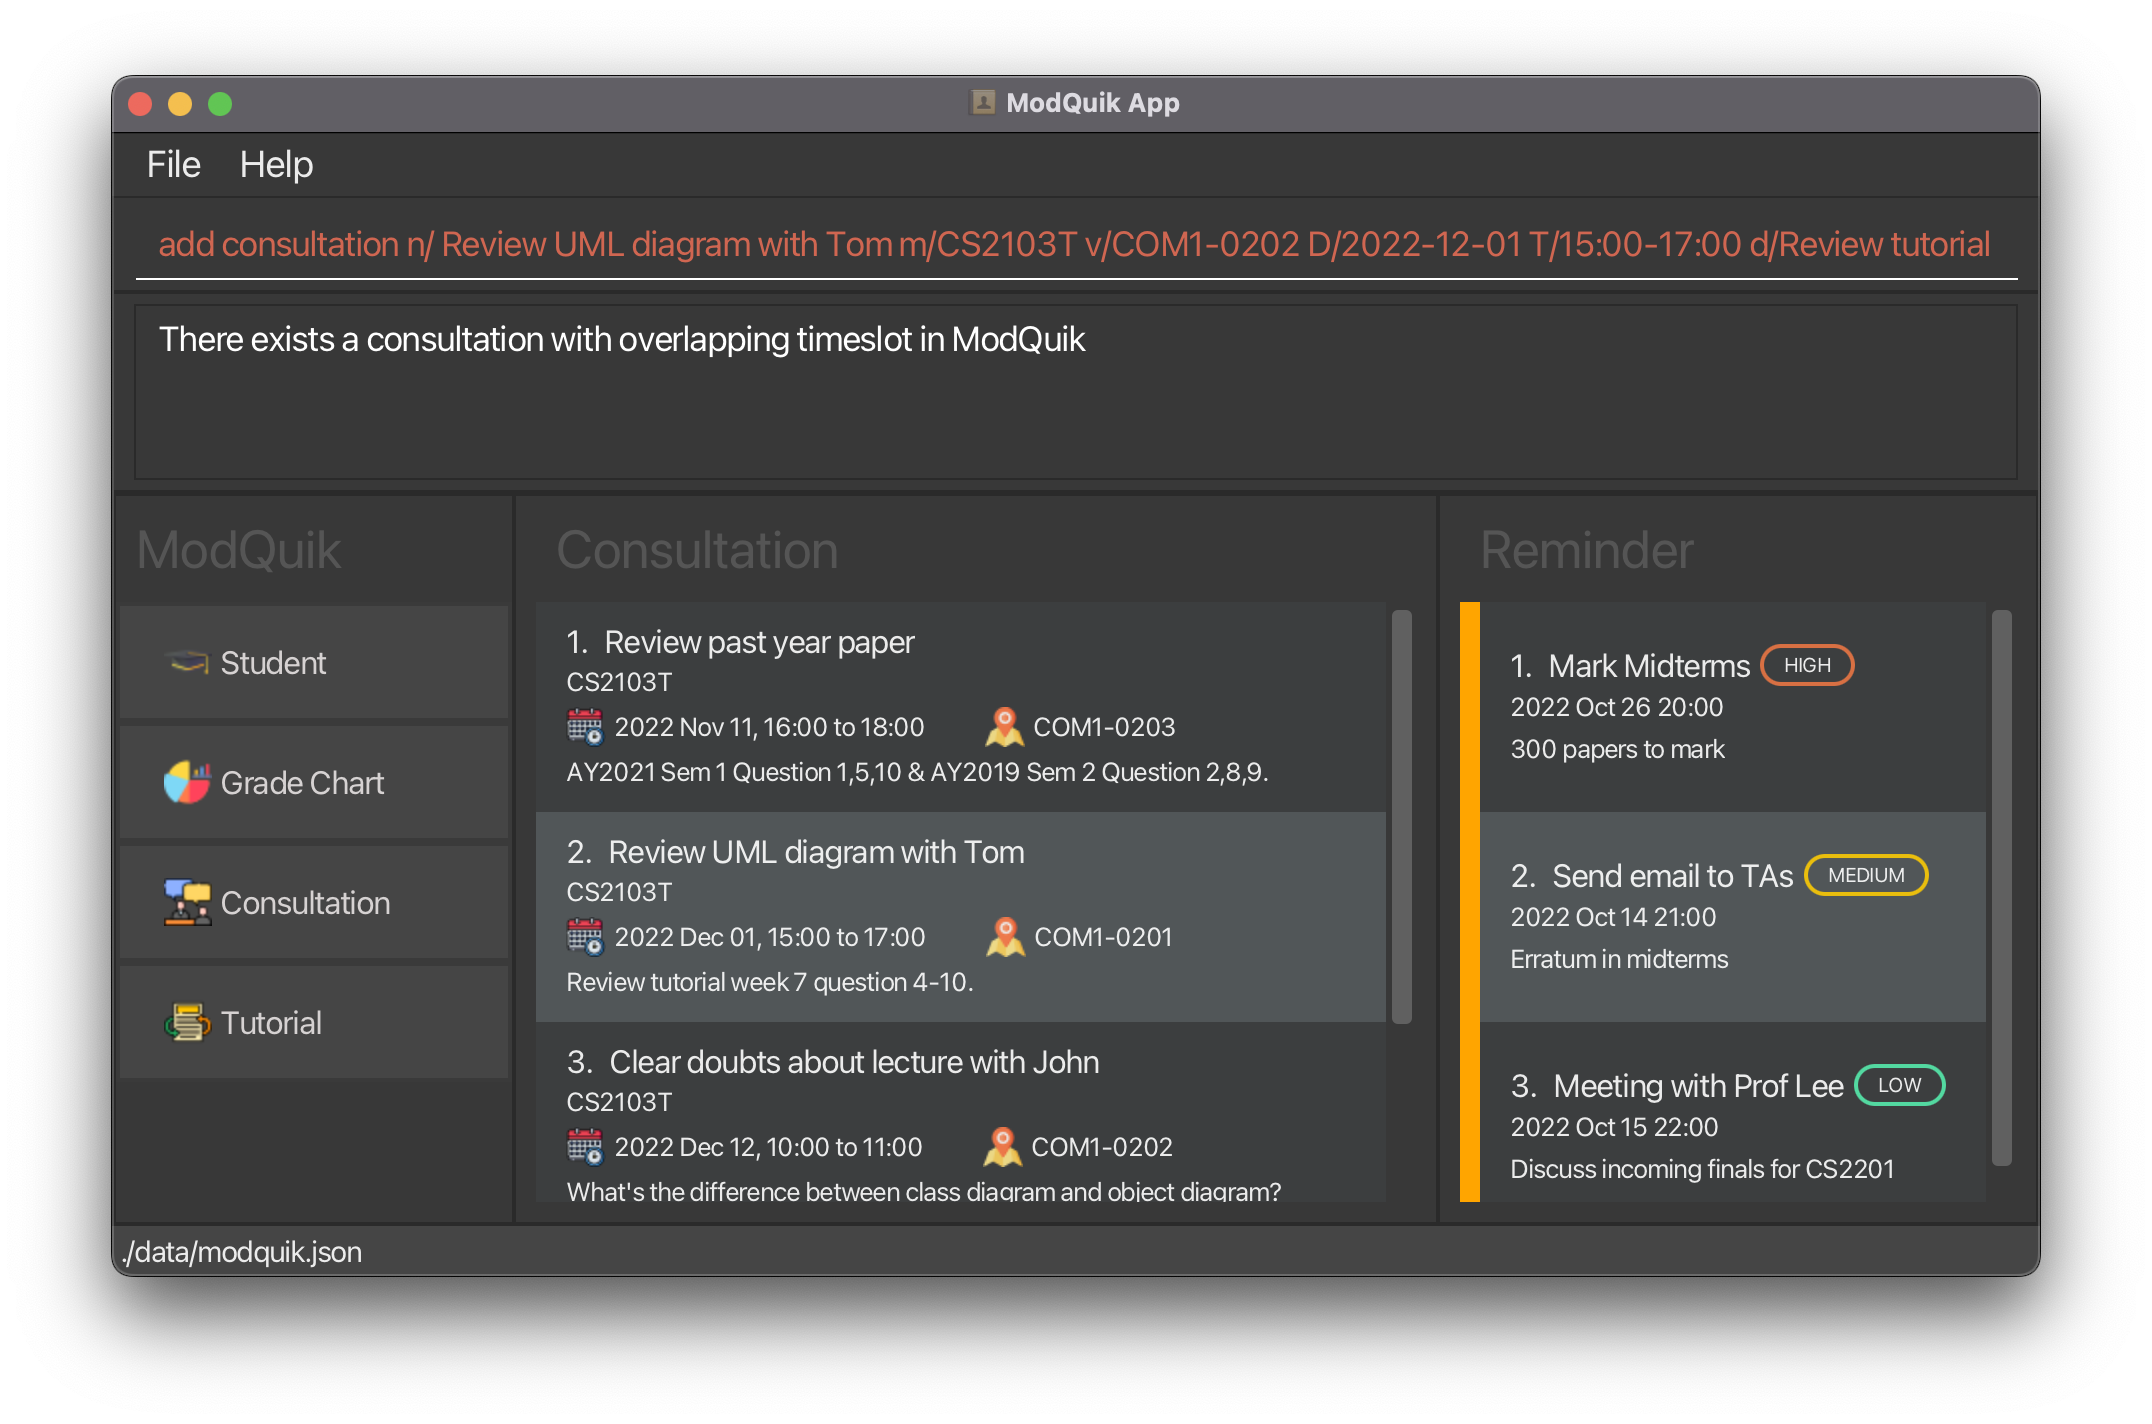 ModQuik App
File Help
add consultation n/ Review UML diagram with Tom m/CS2103T v/COM1-0202 D/2022-12-01 T/15:00-17:00 d/Review tutorial
There exists a consultation with overlapping timeslot in ModQuik
ModQuik
Student
Grade Chart
Consultation
Tutorial
Consultation
1. Review past year paper
CS2103T
2022 Nov 11, 16:00 to 18:00 COM1-0203
AY2021 Sem 1 Question 1,5,10 & AY2019 Sem 2 Question 2,8,9.
2. Review UML diagram with Tom
CS2103T
2022 Dec 01, 15:00 to 17:00 COM1-0201
Review tutorial week 7 question 4-10.
3. Clear doubts about lecture with John
CS2103T
2022 Dec 12, 10:00 to 11:00 COM1-0202
What's the difference between class diagram and object diagram?
Reminder
1. Mark Midterms HIGH
2022 Oct 26 20:00
300 papers to mark
2. Send email to TAs MEDIUM
2022 Oct 14 21:00
Erratum in midterms
3. Meeting with Prof Lee LOW
2022 Oct 15 22:00
Discuss incoming finals for CS2201
./data/modquik.json